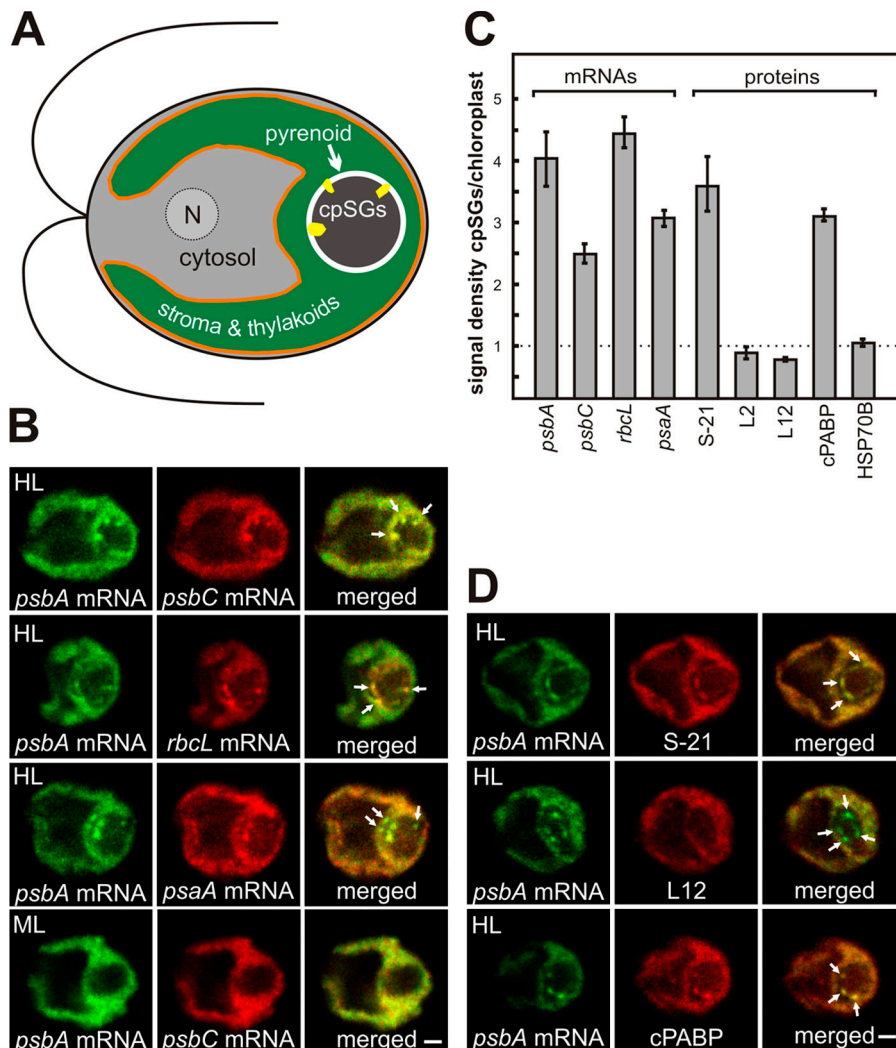 A
pyrenoid
cpSGs
N
cytosol
stroma & thylakoids
B
HL
psbA mRNA
psbC mRNA
merged
HL
psbA mRNA
rbcL mRNA
merged
HL
psbA mRNA
psaA mRNA
merged
ML
psbA mRNA
psbC mRNA
merged
C
mRNAs
proteins
signal density cpSGs/chloroplast
5
4
3
2
1
psbA
psbC
rbcL
psaA
S-21
L2
L12
cPABP
HSP70B
D
HL
psbA mRNA
S-21
merged
HL
psbA mRNA
L12
merged
HL
psbA mRNA
cPABP
merged